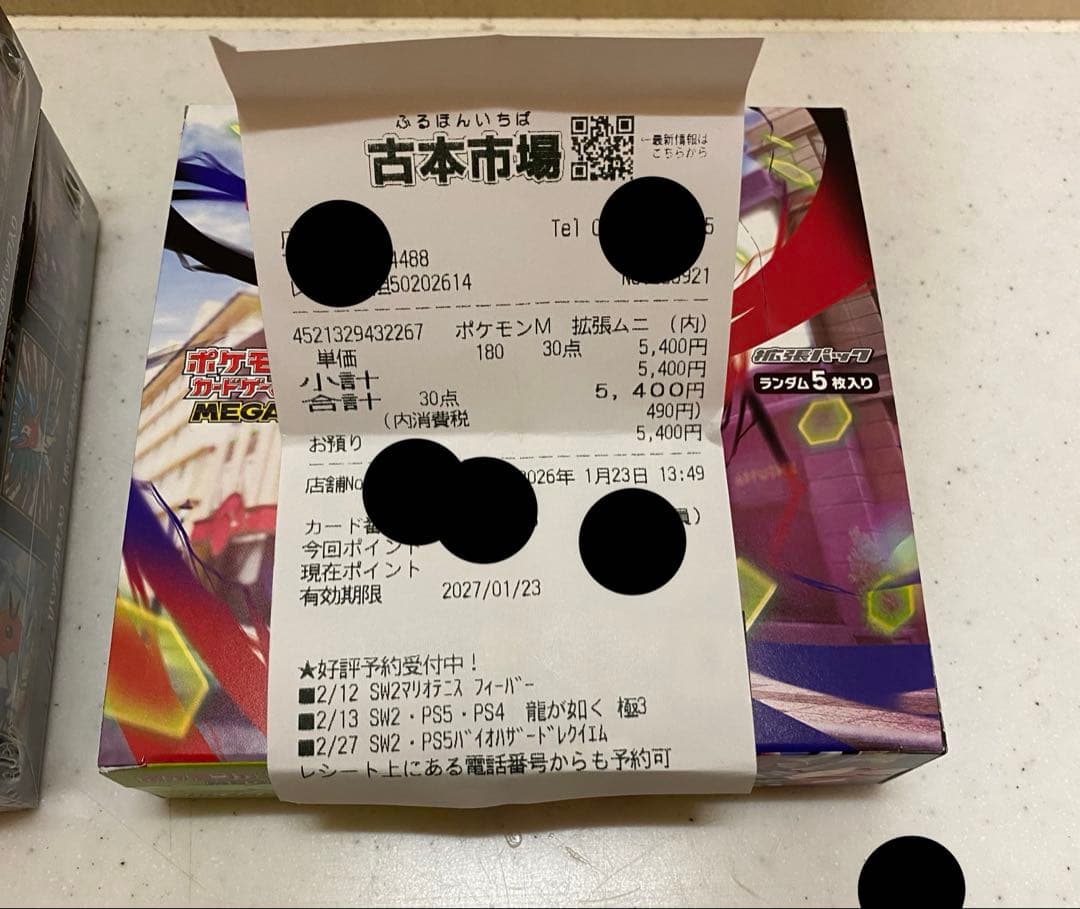 ふるほんいちば
古本市場
←最新情報は
こちらから
Tel
4488
50202614
4521329432267 ポケモンM 拡張ムニ (内)
単価 180 30点 5,400円
小計 5,400円
合計 30点 5,400円
(内消費税 490円)
お預り 5,400円
店舗No 2026年 1月23日 13:49
カード番
今回ポイント
現在ポイント
有効期限 2027/01/23
★好評予約受付中!
■2/12 SW2マリオテニス フィーバー
■2/13 SW2・PS5・PS4 龍が如く 極3
■2/27 SW2・PS5バイオハザードレクイエム
レシート上にある電話番号からも予約可
ポケモ
カードゲー
MEGA
拡張パック
ランダム5枚入り